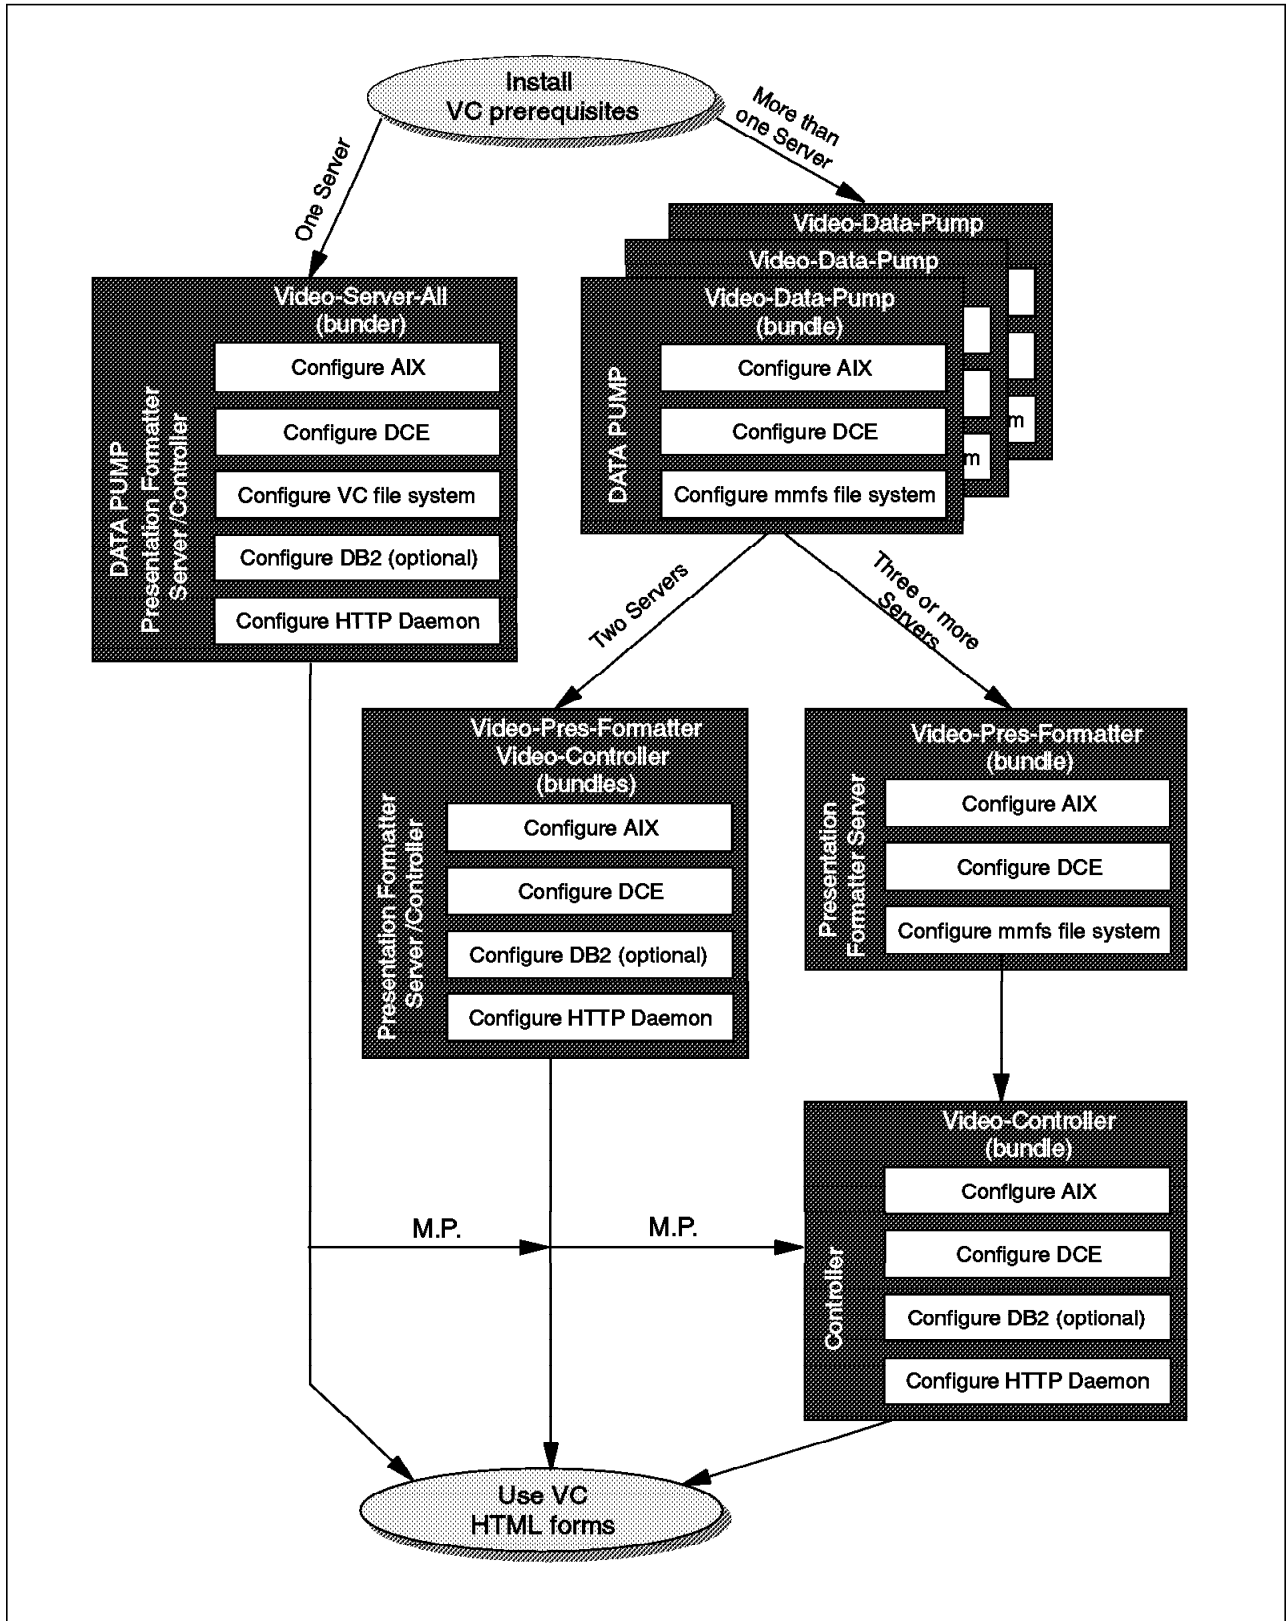 Install
VC prerequisites
One Server
More than
one Server
Video-Server-All
(bunder)
DATA PUMP
Presentation Fomatter
Server /Controller
Configure AIX
Configure DCE
Configure VC file system
Configure DB2 (optional)
Configure HTTP Daemon
Video-Data-Pump
Video-Data-Pump
Video-Data-Pump
(bundle)
DATA PUMP
Configure AIX
Configure DCE
Configure mmfs file system
m
m
Two Servers
Three or more
Servers
Video-Pres-Formatter
Video-Controller
(bundles)
Presentation Formatter
Server /Controller
Configure AIX
Configure DCE
Configure DB2 (optional)
Configure HTTP Daemon
Video-Pres-Formatter
(bundle)
Presentation
Formatter Server
Configure AIX
Configure DCE
Configure mmfs file system
Video-Controller
(bundle)
Controller
Configure AIX
Configure DCE
Configure DB2 (optional)
Configure HTTP Daemon
M.P.
M.P.
Use VC
HTML forms